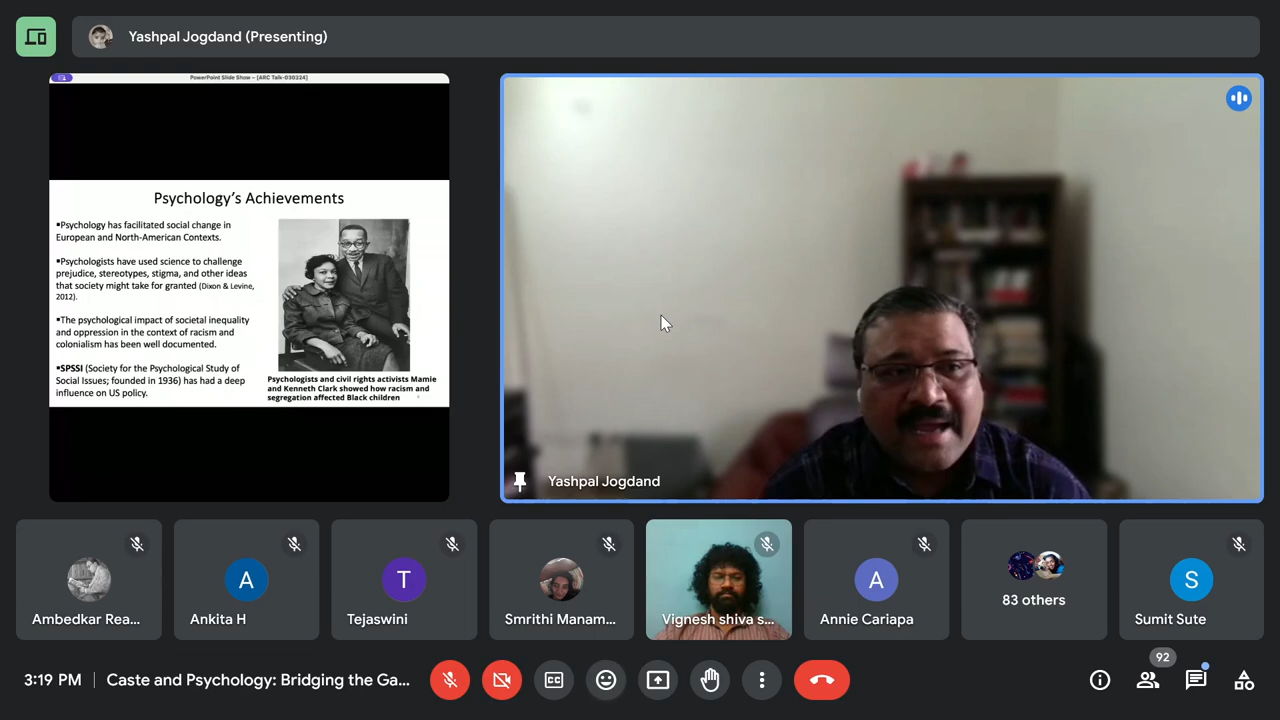 Yashpal Jogdand (Presenting)
PowerPoint Slide Show – [ARC Talk-030224]
Psychology's Achievements
▪Psychology has facilitated social change in
European and North-American Contexts.
▪Psychologists have used science to challenge
prejudice, stereotypes, stigma, and other ideas
that society might take for granted (Dixon & Levine,
2012).
▪The psychological impact of societal inequality
and oppression in the context of racism and
colonialism has been well documented.
▪SPSSI (Society for the Psychological Study of
Social Issues; founded in 1936) has had a deep
influence on US policy.
Psychologists and civil rights activists Mamie
and Kenneth Clark showed how racism and
segregation affected Black children
Yashpal Jogdand
Ambedkar Rea...
A
Ankita H
T
Tejaswini
Smrithi Manam...
Vignesh shiva s...
A
Annie Cariapa
83 others
S
Sumit Sute
3:19 PM | Caste and Psychology: Bridging the Ga...
CC
92